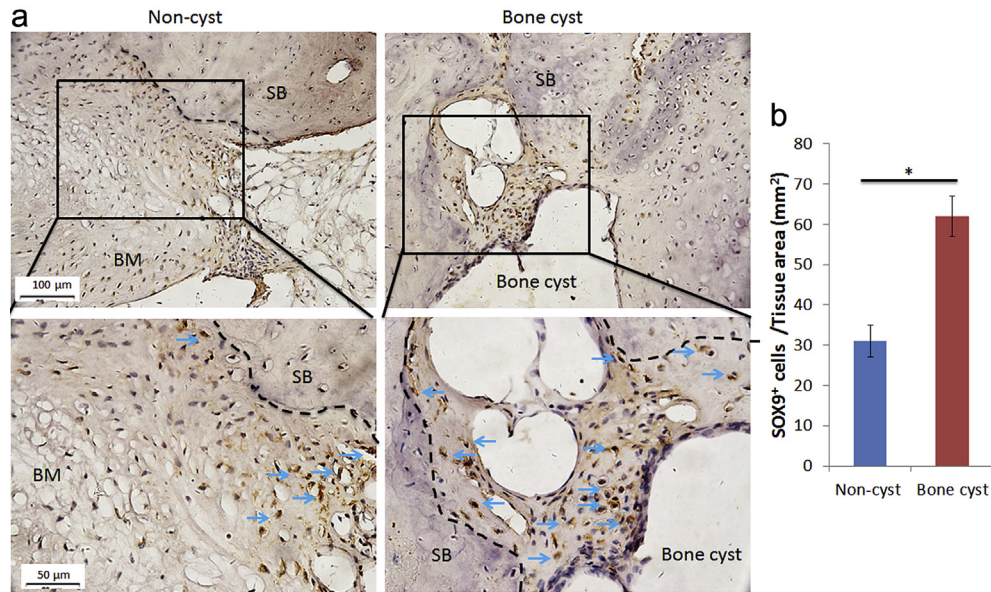 a
Non-cyst
Bone cyst
SB
SB
BM
100 µm
Bone cyst
SB
BM
50 µm
SB
Bone cyst
b
SOX9⁺ cells /Tissue area (mm²)
80
70
60
50
40
30
20
10
0
*
Non-cyst
Bone cyst